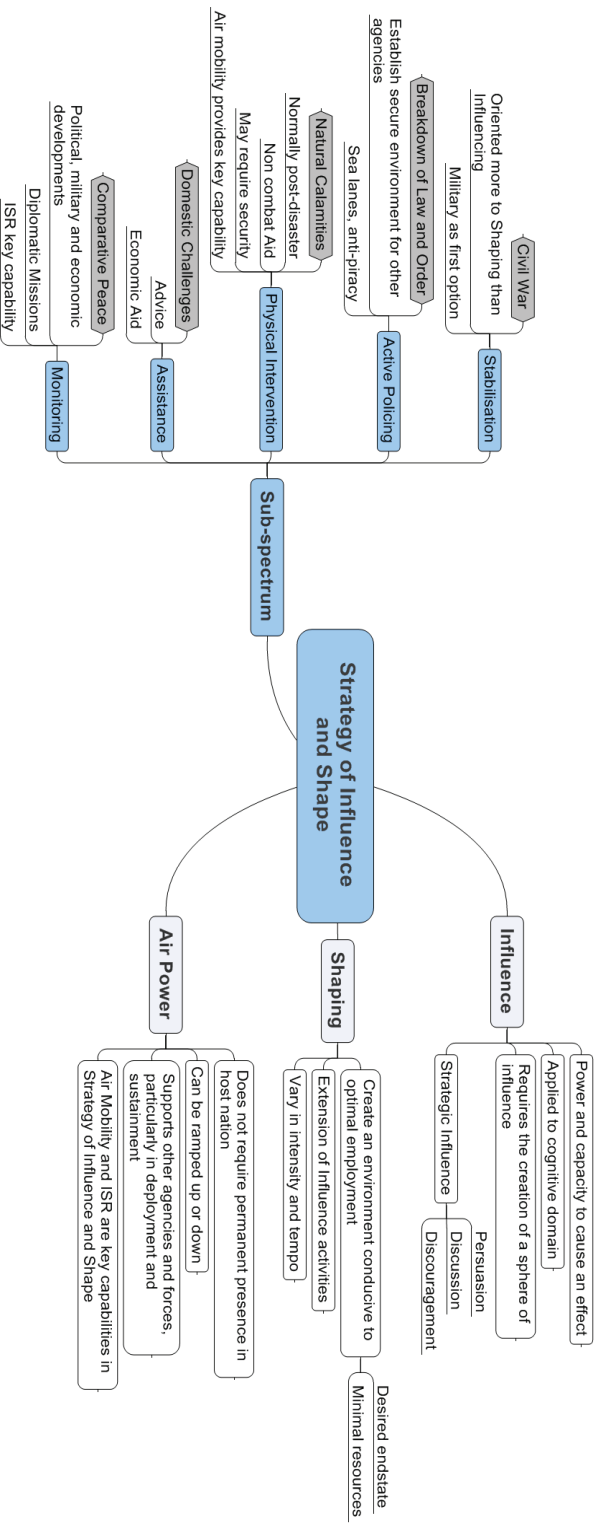 Strategy of Influence
and Shape
Sub-spectrum
Stabilisation
Civil War
Oriented more to Shaping than
Influencing
Military as first option
Active Policing
Breakdown of Law and Order
Establish secure environment for other
agencies
Sea lanes, anti-piracy
Physical Intervention
Natural Calamities
Normally post-disaster
Non combat Aid
May require security
Air mobility provides key capability
Assistance
Domestic Challenges
Advice
Economic Aid
Monitoring
Comparative Peace
Political, military and economic
developments
Diplomatic Missions
ISR key capability
Influence
Power and capacity to cause an effect
Applied to cognitive domain
Requires the creation of a sphere of
influence
Strategic Influence
Persuasion
Discussion
Discouragement
Shaping
Create an environment conducive to
optimal employment
Desired endstate
Minimal resources
Extension of Influence activities
Vary in intensity and tempo
Air Power
Does not require permanent presence in
host nation
Can be ramped up or down
Supports other agencies and forces,
particularly in deployment and
sustainment
Air Mobility and ISR are key capabilities in
Strategy of Influence and Shape